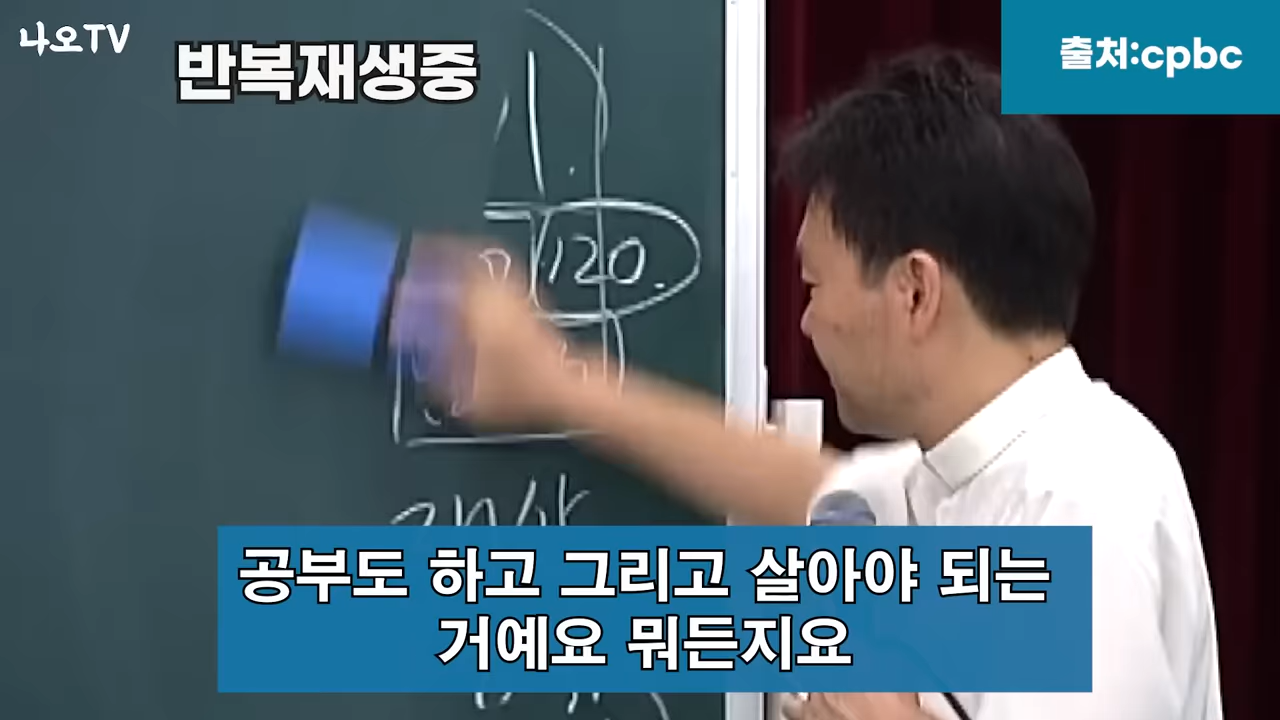 나오TV
반복재생중
출처:cpbc
120.
공부도 하고 그리고 살아야 되는
거예요 뭐든지요